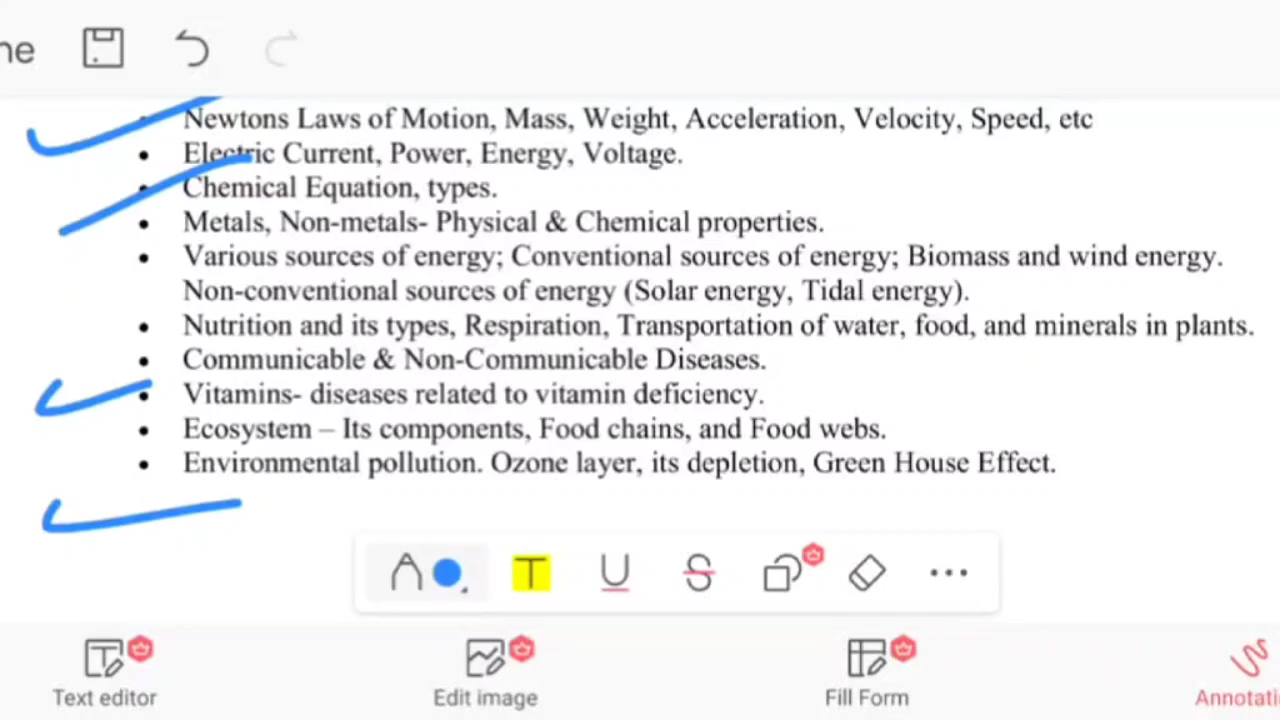 Newtons Laws of Motion, Mass, Weight, Acceleration, Velocity, Speed, etc
• Electric Current, Power, Energy, Voltage.
• Chemical Equation, types.
• Metals, Non-metals- Physical & Chemical properties.
• Various sources of energy; Conventional sources of energy; Biomass and wind energy.
Non-conventional sources of energy (Solar energy, Tidal energy).
• Nutrition and its types, Respiration, Transportation of water, food, and minerals in plants.
• Communicable & Non-Communicable Diseases.
• Vitamins- diseases related to vitamin deficiency.
• Ecosystem – Its components, Food chains, and Food webs.
• Environmental pollution. Ozone layer, its depletion, Green House Effect.
T U S
Text editor Edit image Fill Form